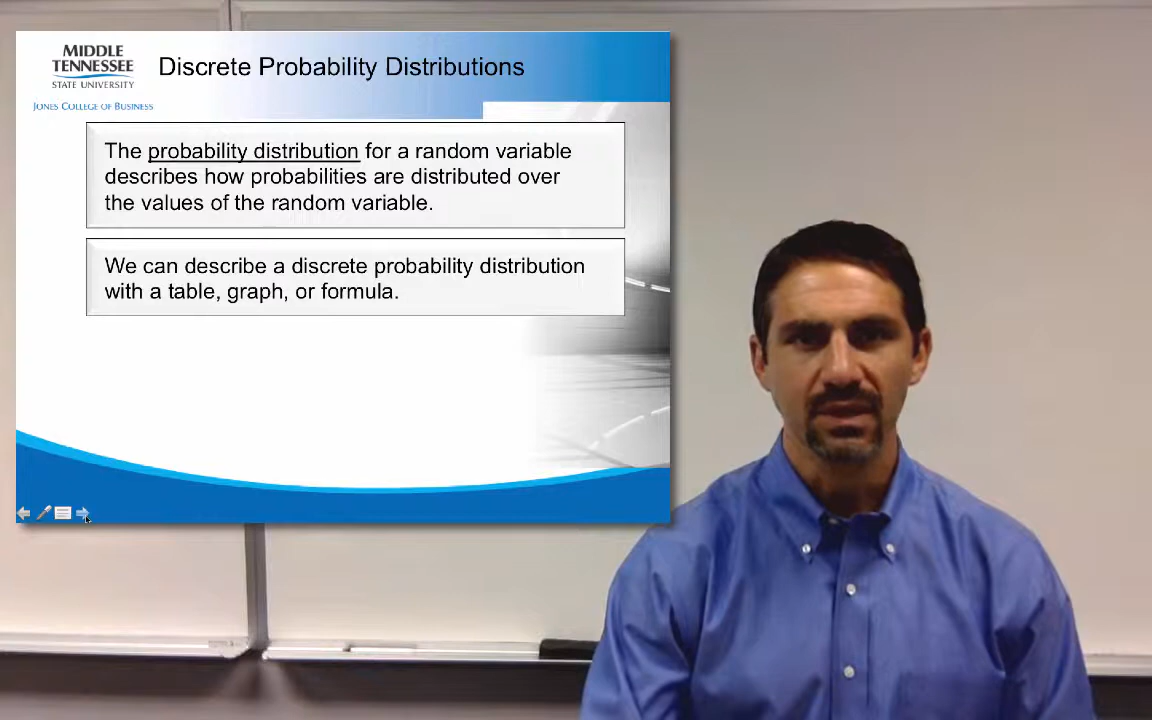 MIDDLE
TENNESSEE
STATE UNIVERSITY
JONES COLLEGE OF BUSINESS
Discrete Probability Distributions
The probability distribution for a random variable
describes how probabilities are distributed over
the values of the random variable.
We can describe a discrete probability distribution
with a table, graph, or formula.